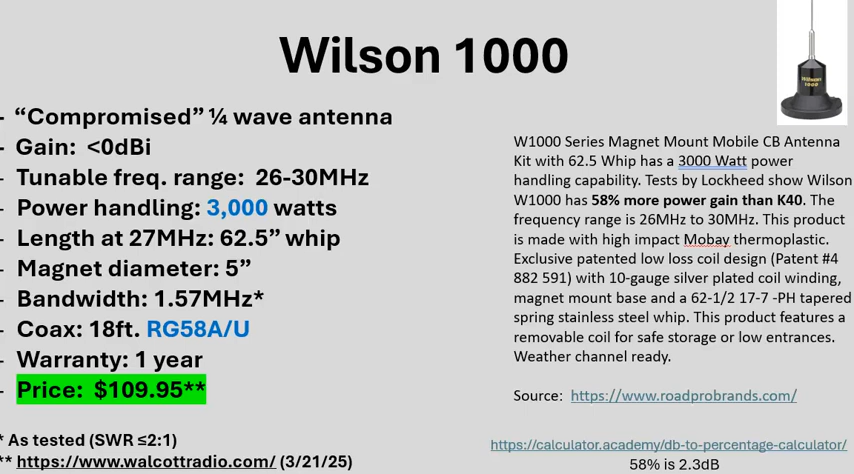 Wilson 1000
- “Compromised” ¼ wave antenna
- Gain: <0dBi
- Tunable freq. range: 26-30MHz
- Power handling: 3,000 watts
- Length at 27MHz: 62.5” whip
- Magnet diameter: 5”
- Bandwidth: 1.57MHz*
- Coax: 18ft. RG58A/U
- Warranty: 1 year
- Price: $109.95**
* As tested (SWR ≤2:1)
** https://www.walcottradio.com/ (3/21/25)
Wilson
1000
W1000 Series Magnet Mount Mobile CB Antenna
Kit with 62.5 Whip has a 3000 Watt power
handling capability. Tests by Lockheed show Wilson
W1000 has 58% more power gain than K40. The
frequency range is 26MHz to 30MHz. This product
is made with high impact Mobay thermoplastic.
Exclusive patented low loss coil design (Patent #4
882 591) with 10-gauge silver plated coil winding,
magnet mount base and a 62-1/2 17-7 -PH tapered
spring stainless steel whip. This product features a
removable coil for safe storage or low entrances.
Weather channel ready.
Source: https://www.roadprobrands.com/
https://calculator.academy/db-to-percentage-calculator/
58% is 2.3dB